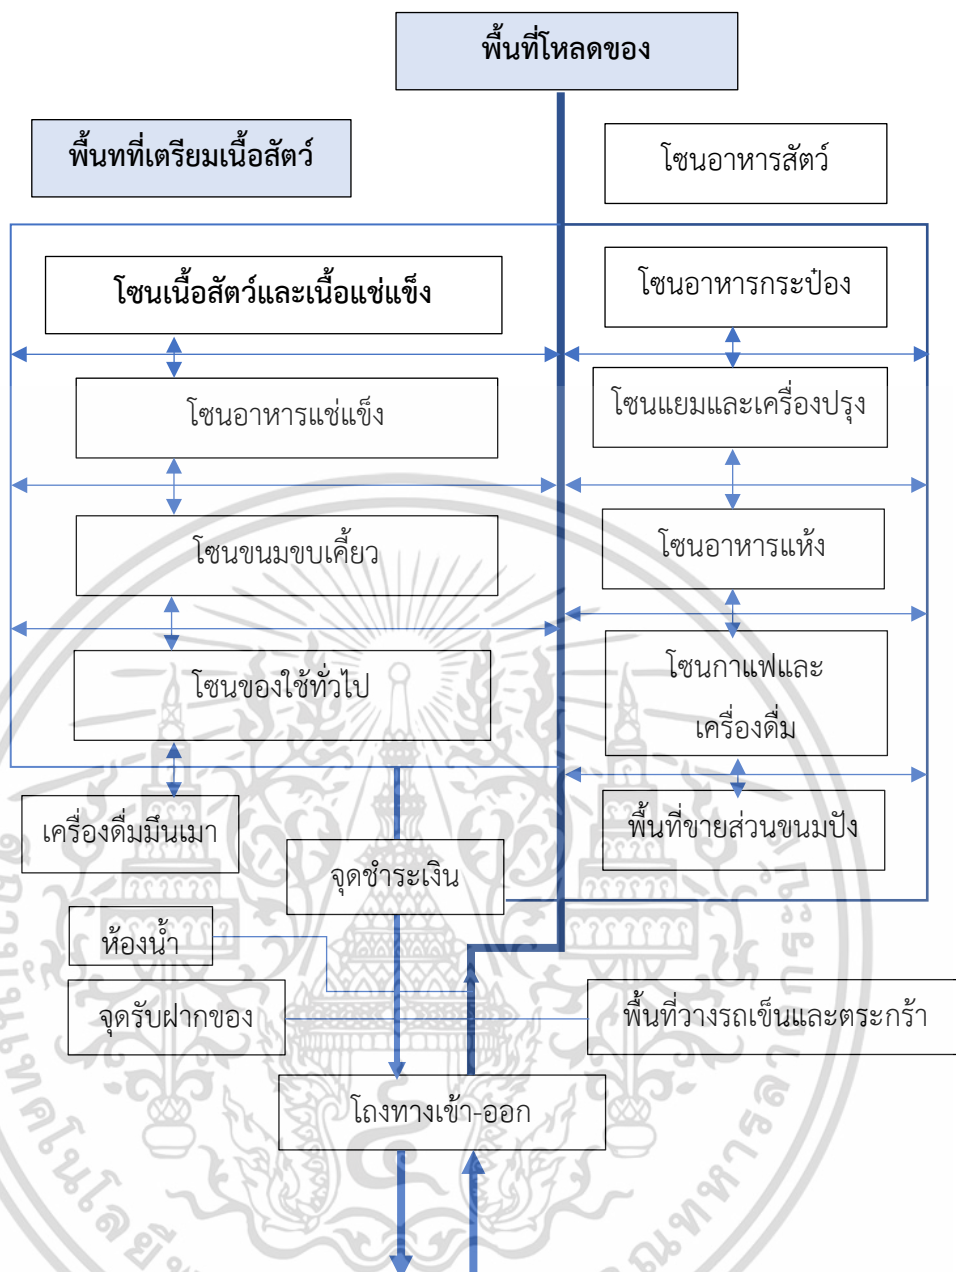 พื้นที่โหลดของ
พื้นทที่เตรียมเนื้อสัตว์
โซนอาหารสัตว์
โซนเนื้อสัตว์และเนื้อแช่แข็ง
โซนอาหารกระป๋อง
โซนอาหารแช่แข็ง
โซนแยมและเครื่องปรุง
โซนขนมขบเคี้ยว
โซนอาหารแห้ง
โซนของใช้ทั่วไป
โซนกาแฟและ
เครื่องดื่ม
เครื่องดื่มมึนเมา
พื้นที่ขายส่วนขนมปัง
จุดชำระเงิน
ห้องน้ำ
จุดรับฝากของ
พื้นที่วางรถเข็นและตระกร้า
โถงทางเข้า-ออก